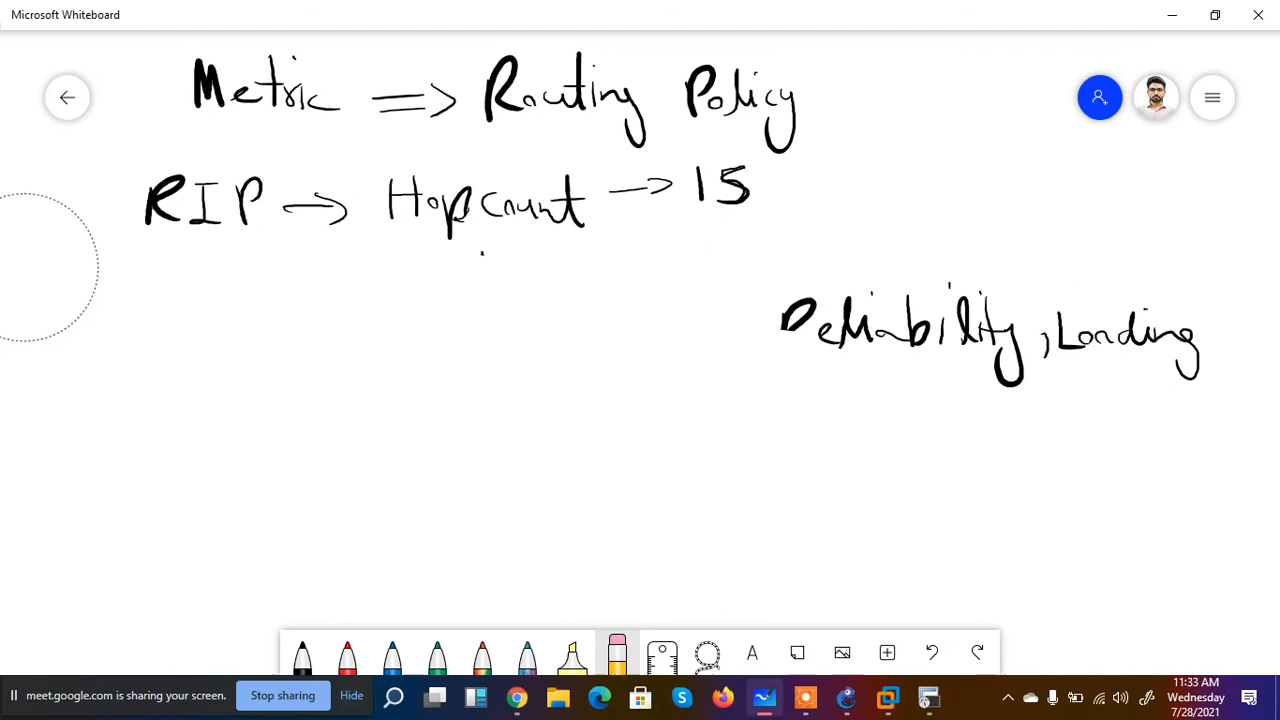 Microsoft Whiteboard
Metric => Routing Policy
RIP → Hopcount → 15
Reliability, Loading
A
meet.google.com is sharing your screen.
Stop sharing
Hide
11:33 AM
Wednesday
7/28/2021